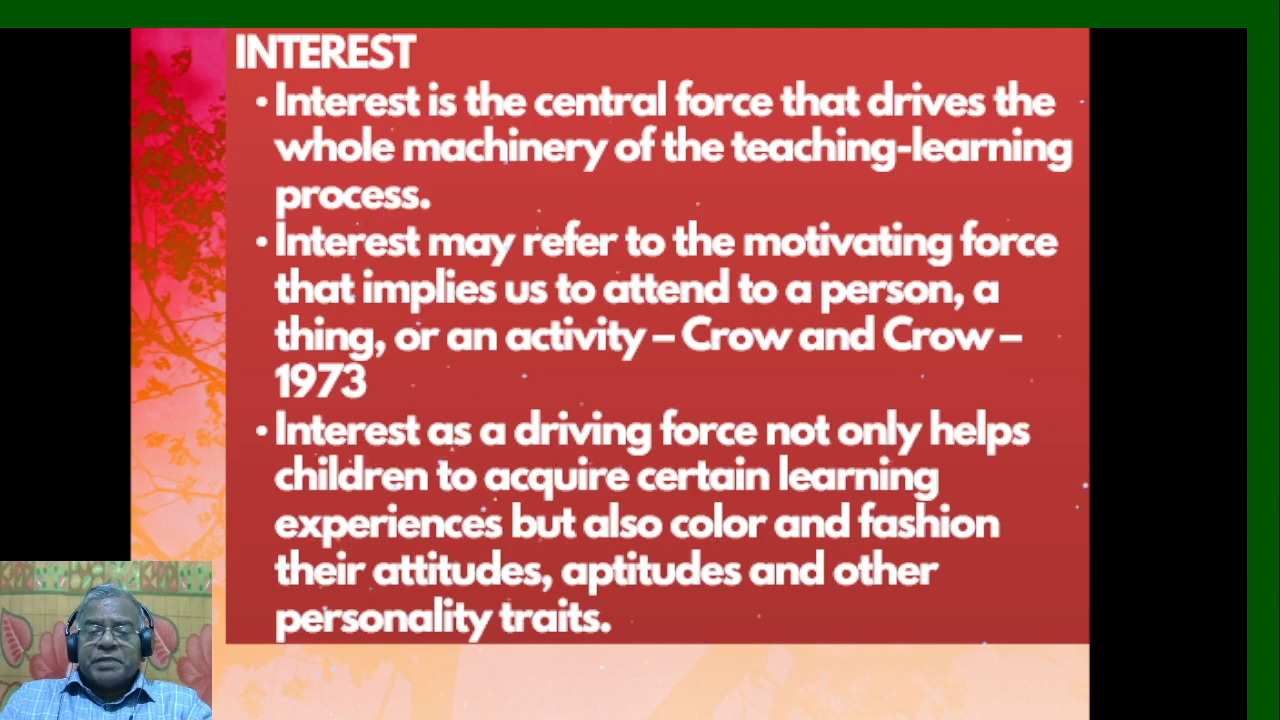 INTEREST
• Interest is the central force that drives the
whole machinery of the teaching-learning
process.
• Interest may refer to the motivating force
that implies us to attend to a person, a
thing, or an activity – Crow and Crow –
1973
• Interest as a driving force not only helps
children to acquire certain learning
experiences but also color and fashion
their attitudes, aptitudes and other
personality traits.